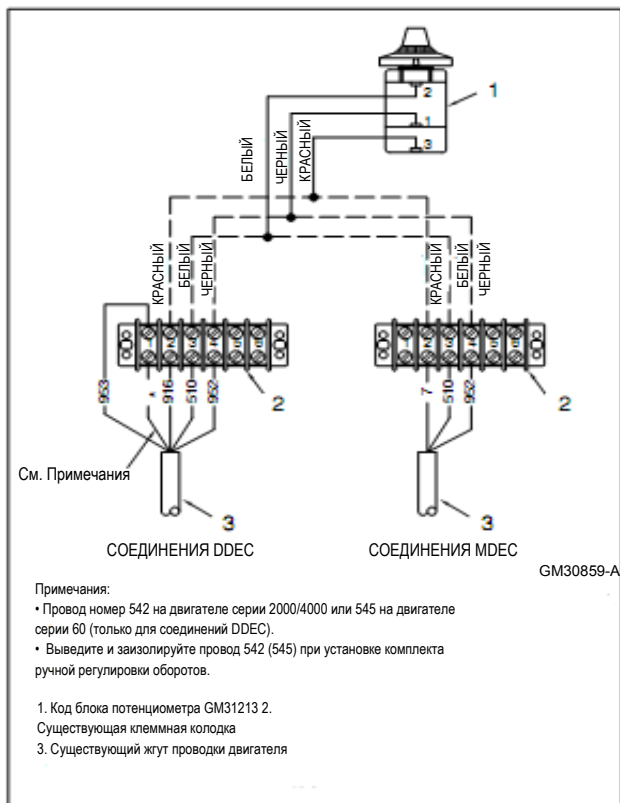 2
1
1
3
БЕЛЫЙ
ЧЕРНЫЙ
КРАСНЫЙ
КРАСНЫЙ
БЕЛЫЙ
ЧЕРНЫЙ
КРАСНЫЙ
БЕЛЫЙ
ЧЕРНЫЙ
1 2 3 4 5 6
1 2 3 4 5 6
953
*
916
510
952
2
7
510
952
2
См. Примечания
3
3
СОЕДИНЕНИЯ DDEC
СОЕДИНЕНИЯ MDEC
GM30859-A
Примечания:
• Провод номер 542 на двигателе серии 2000/4000 или 545 на двигателе
серии 60 (только для соединений DDEC).
• Выведите и заизолируйте провод 542 (545) при установке комплекта
ручной регулировки оборотов.
1. Код блока потенциометра GM31213 2.
Существующая клеммная колодка
3. Существующий жгут проводки двигателя